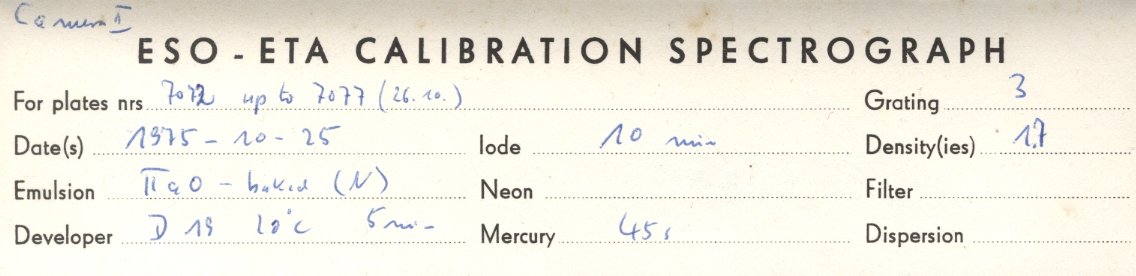 Camera II
ESO - ETA CALIBRATION SPECTROGRAPH
For plates nrs 7072 up to 7077 (26.10.) Grating 3
Date(s) 1975-10-25 Iode 10 min Density(ies) 1.7
Emulsion IIaO - baked (N) Neon Filter
Developer D 19 20°C 5 min Mercury 45s Dispersion